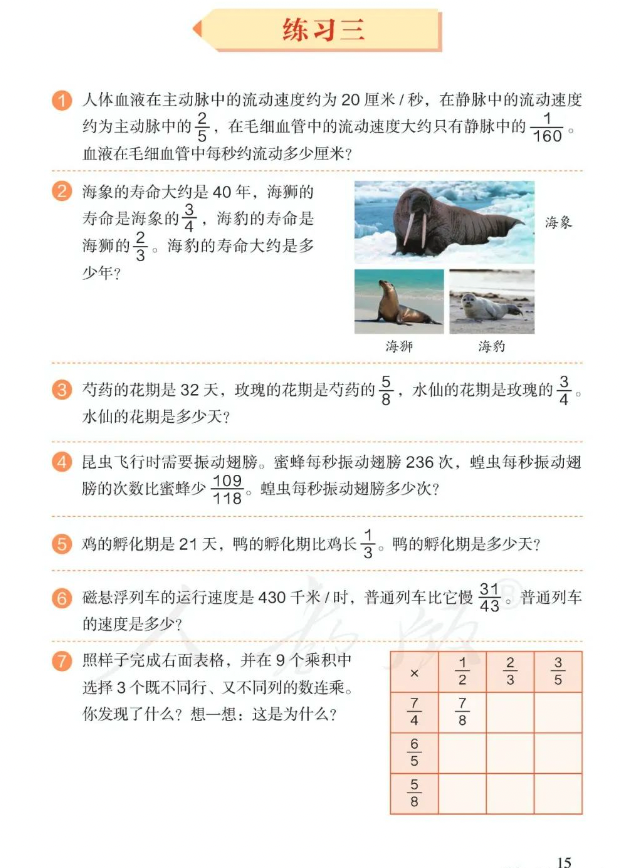 练习三
1 人体血液在主动脉中的流动速度约为 20 厘米 / 秒，在静脉中的流动速度
约为主动脉中的 2/5，在毛细血管中的流动速度大约只有静脉中的 1/160。
血液在毛细血管中每秒约流动多少厘米？
2 海象的寿命大约是 40 年，海狮的
寿命是海象的 3/4，海豹的寿命是
海狮的 2/3。海豹的寿命大约是多
少年？
海象
海狮 海豹
3 芍药的花期是 32 天，玫瑰的花期是芍药的 5/8，水仙的花期是玫瑰的 3/4。
水仙的花期是多少天？
4 昆虫飞行时需要振动翅膀。蜜蜂每秒振动翅膀 236 次，蝗虫每秒振动翅
膀的次数比蜜蜂少 109/118。蝗虫每秒振动翅膀多少次？
5 鸡的孵化期是 21 天，鸭的孵化期比鸡长 1/3。鸭的孵化期是多少天？
6 磁悬浮列车的运行速度是 430 千米 / 时，普通列车比它慢 31/43。普通列车
的速度是多少？
人教版®
7 照样子完成右面表格，并在 9 个乘积中
选择 3 个既不同行、又不同列的数连乘。
你发现了什么？想一想：这是为什么？
× 1/2 2/3 3/5
7/4 7/8
6/5
5/8
15